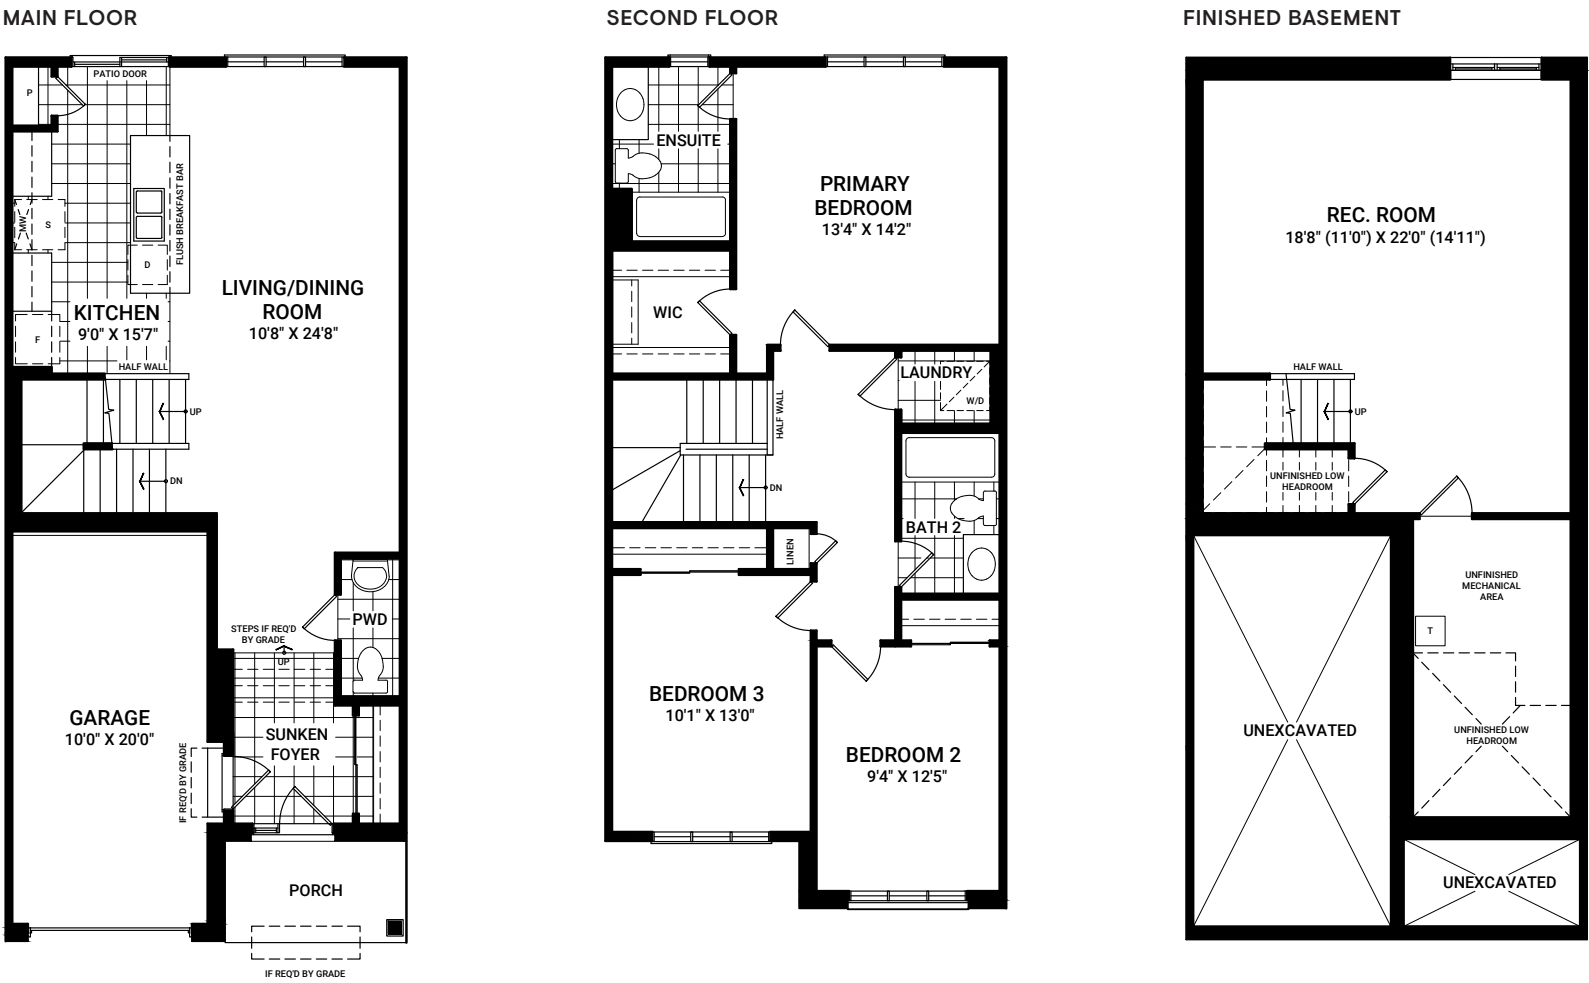 MAIN FLOOR
PATIO DOOR
P
FLUSH BREAKFAST BAR
MW
S
D
LIVING/DINING
ROOM
10'8" X 24'8"
KITCHEN
9'0" X 15'7"
F
HALF WALL
UP
DN
PWD
STEPS IF REQ'D
BY GRADE
UP
GARAGE
10'0" X 20'0"
SUNKEN
FOYER
IF REQ'D BY GRADE
PORCH
IF REQ'D BY GRADE
SECOND FLOOR
ENSUITE
PRIMARY
BEDROOM
13'4" X 14'2"
WIC
LAUNDRY
W/D
HALF WALL
DN
BATH 2
LINEN
BEDROOM 3
10'1" X 13'0"
BEDROOM 2
9'4" X 12'5"
FINISHED BASEMENT
REC. ROOM
18'8" (11'0") X 22'0" (14'11")
HALF WALL
UP
UNFINISHED LOW
HEADROOM
UNFINISHED
MECHANICAL
AREA
T
UNFINISHED LOW
HEADROOM
UNEXCAVATED
UNEXCAVATED